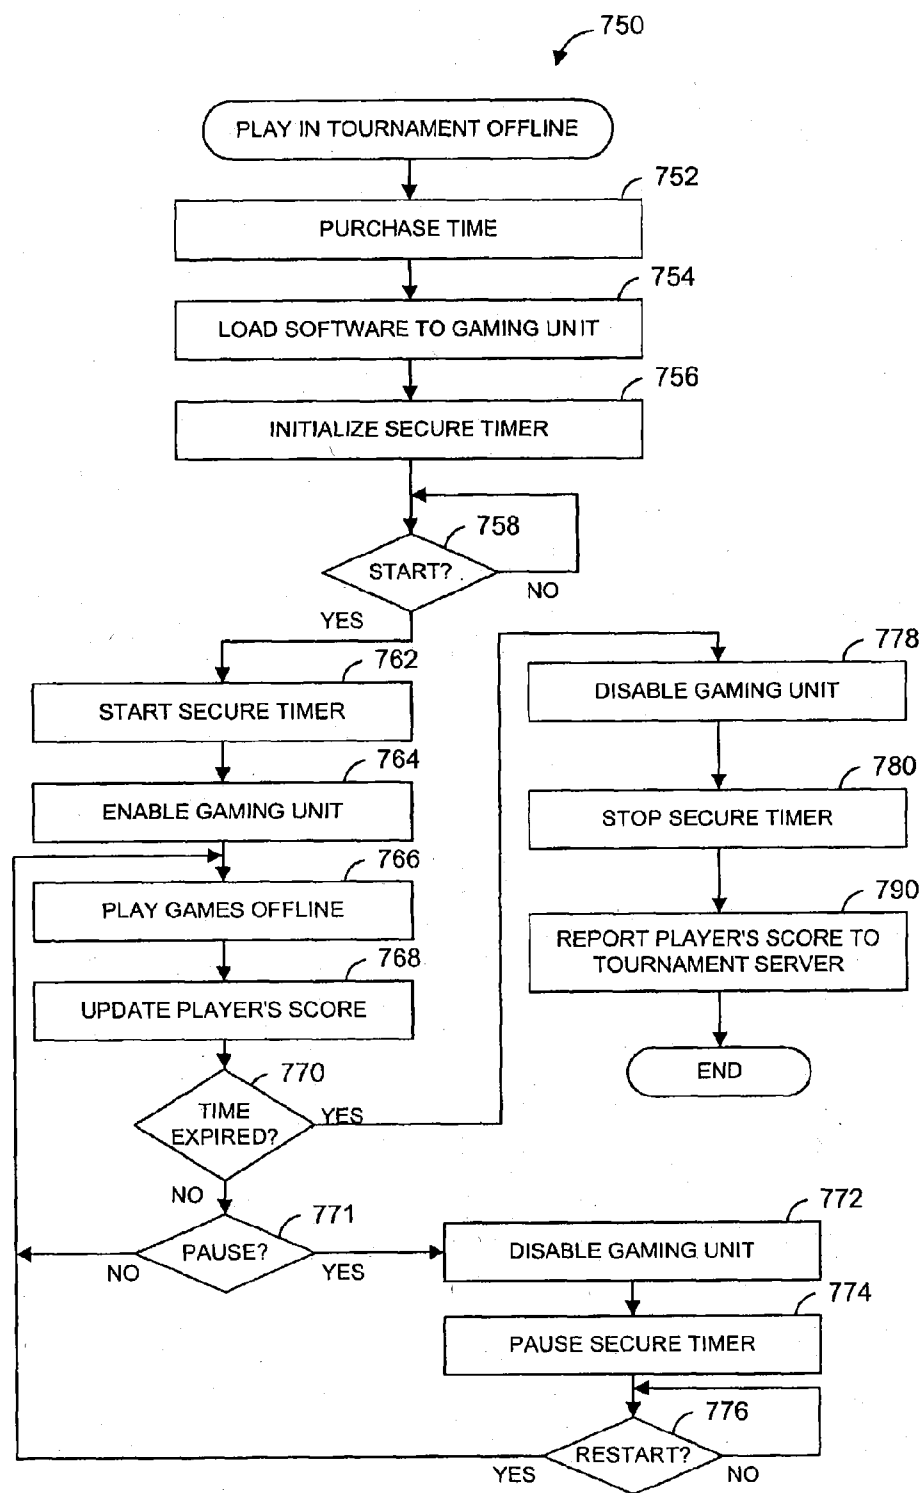 750
PLAY IN TOURNAMENT OFFLINE
752
PURCHASE TIME
754
LOAD SOFTWARE TO GAMING UNIT
756
INITIALIZE SECURE TIMER
758
START?
NO
YES
762
START SECURE TIMER
764
ENABLE GAMING UNIT
766
PLAY GAMES OFFLINE
768
UPDATE PLAYER'S SCORE
770
TIME
EXPIRED?
YES
NO
778
DISABLE GAMING UNIT
780
STOP SECURE TIMER
790
REPORT PLAYER'S SCORE TO
TOURNAMENT SERVER
END
771
PAUSE?
NO
YES
772
DISABLE GAMING UNIT
774
PAUSE SECURE TIMER
776
RESTART?
YES
NO